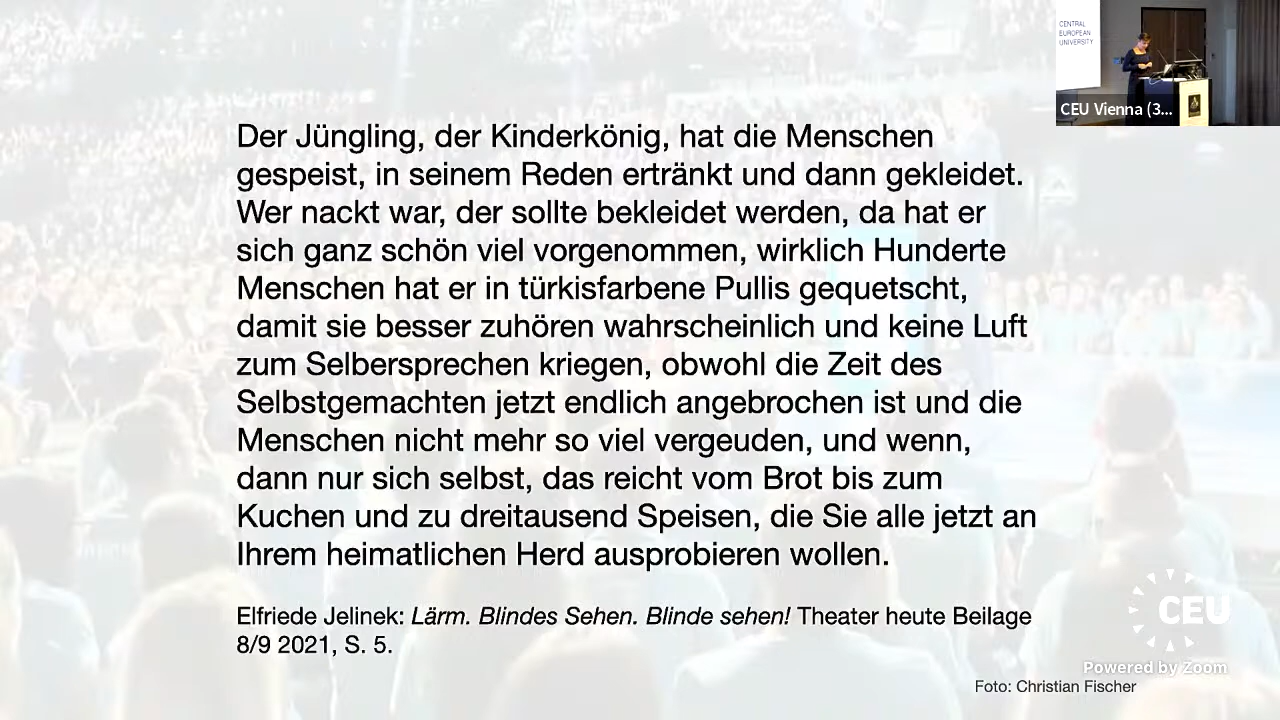 CENTRAL
EUROPEAN
UNIVERSITY
CEU Vienna (3...
Der Jüngling, der Kinderkönig, hat die Menschen
gespeist, in seinem Reden ertränkt und dann gekleidet.
Wer nackt war, der sollte bekleidet werden, da hat er
sich ganz schön viel vorgenommen, wirklich Hunderte
Menschen hat er in türkisfarbene Pullis gequetscht,
damit sie besser zuhören wahrscheinlich und keine Luft
zum Selbersprechen kriegen, obwohl die Zeit des
Selbstgemachten jetzt endlich angebrochen ist und die
Menschen nicht mehr so viel vergeuden, und wenn,
dann nur sich selbst, das reicht vom Brot bis zum
Kuchen und zu dreitausend Speisen, die Sie alle jetzt an
Ihrem heimatlichen Herd ausprobieren wollen.
Elfriede Jelinek: Lärm. Blindes Sehen. Blinde sehen! Theater heute Beilage
8/9 2021, S. 5.
CEU
Powered by Zoom
Foto: Christian Fischer